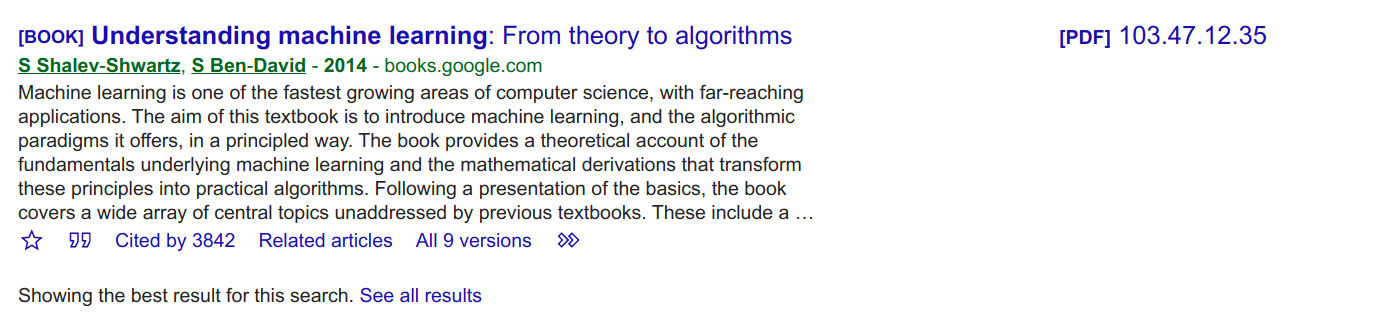 [BOOK] Understanding machine learning: From theory to algorithms
[PDF] 103.47.12.35
S Shalev-Shwartz, S Ben-David - 2014 - books.google.com
Machine learning is one of the fastest growing areas of computer science, with far-reaching
applications. The aim of this textbook is to introduce machine learning, and the algorithmic
paradigms it offers, in a principled way. The book provides a theoretical account of the
fundamentals underlying machine learning and the mathematical derivations that transform
these principles into practical algorithms. Following a presentation of the basics, the book
covers a wide array of central topics unaddressed by previous textbooks. These include a …
Cited by 3842 Related articles All 9 versions
Showing the best result for this search. See all results